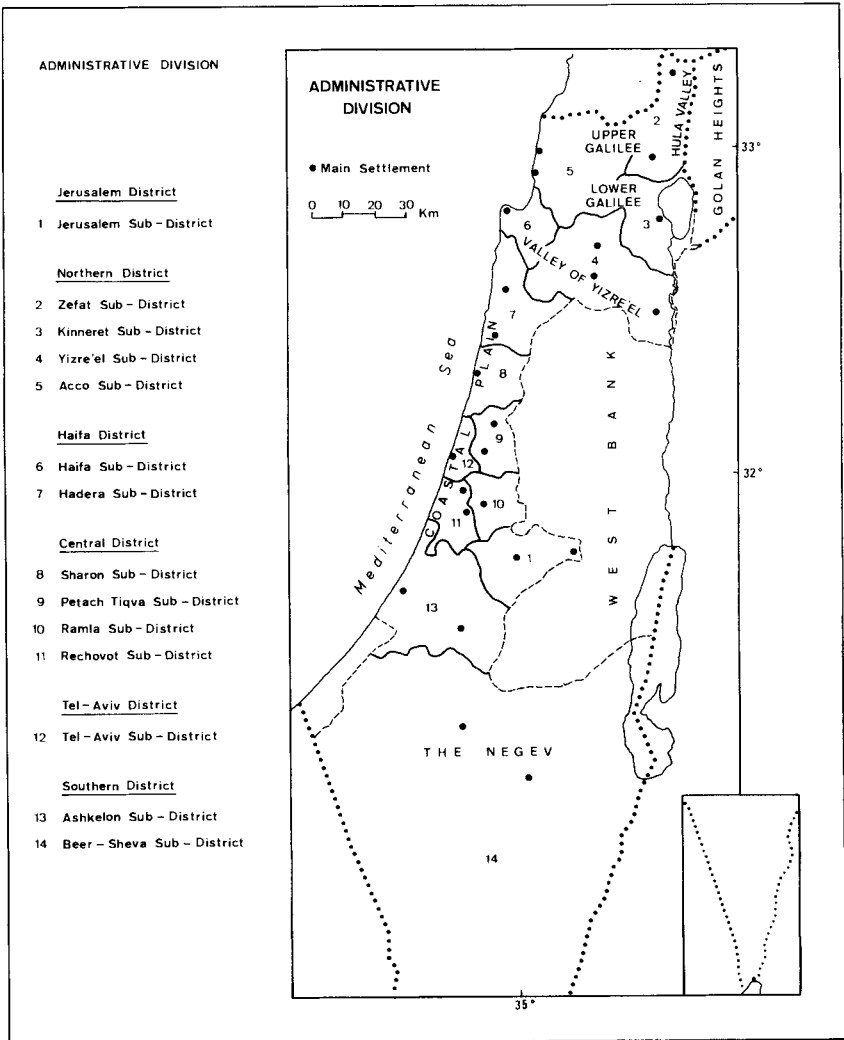 ADMINISTRATIVE DIVISION
Jerusalem District
1 Jerusalem Sub-District
Northern District
2 Zefat Sub-District
3 Kinneret Sub-District
4 Yizre'el Sub-District
5 Acco Sub-District
Haifa District
6 Haifa Sub-District
7 Hadera Sub-District
Central District
8 Sharon Sub-District
9 Petach Tiqva Sub-District
10 Ramla Sub-District
11 Rechovot Sub-District
Tel-Aviv District
12 Tel-Aviv Sub-District
Southern District
13 Ashkelon Sub-District
14 Beer-Sheva Sub-District
ADMINISTRATIVE
DIVISION
Main Settlement
0 10 20 30 Km
GOLAN HEIGHTS
HULA VALLEY
2
UPPER
GALILEE
33°
5
LOWER
GALILEE
3
6
4
VALLEY OF YIZRE'EL
7
COASTAL PLAIN
8
Mediterranean Sea
WEST BANK
9
12
32°
10
11
1
13
THE NEGEV
14
35°